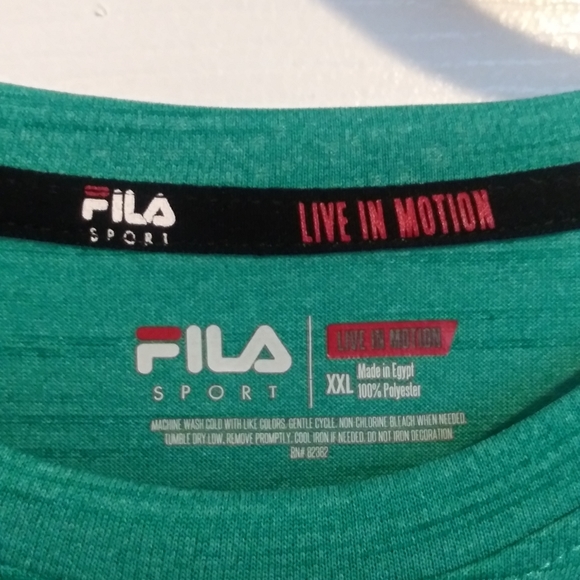 FILA
SPORT
LIVE IN MOTION
FILA
SPORT
LIVE IN MOTION
XXL
Made in Egypt
100% Polyester
MACHINE WASH COLD WITH LIKE COLORS. GENTLE CYCLE. NON CHLORINE BLEACH WHEN NEEDED.
TUMBLE DRY LOW. REMOVE PROMPTLY. COOL IRON IF NEEDED. DO NOT IRON DECORATION.
RN# 82362